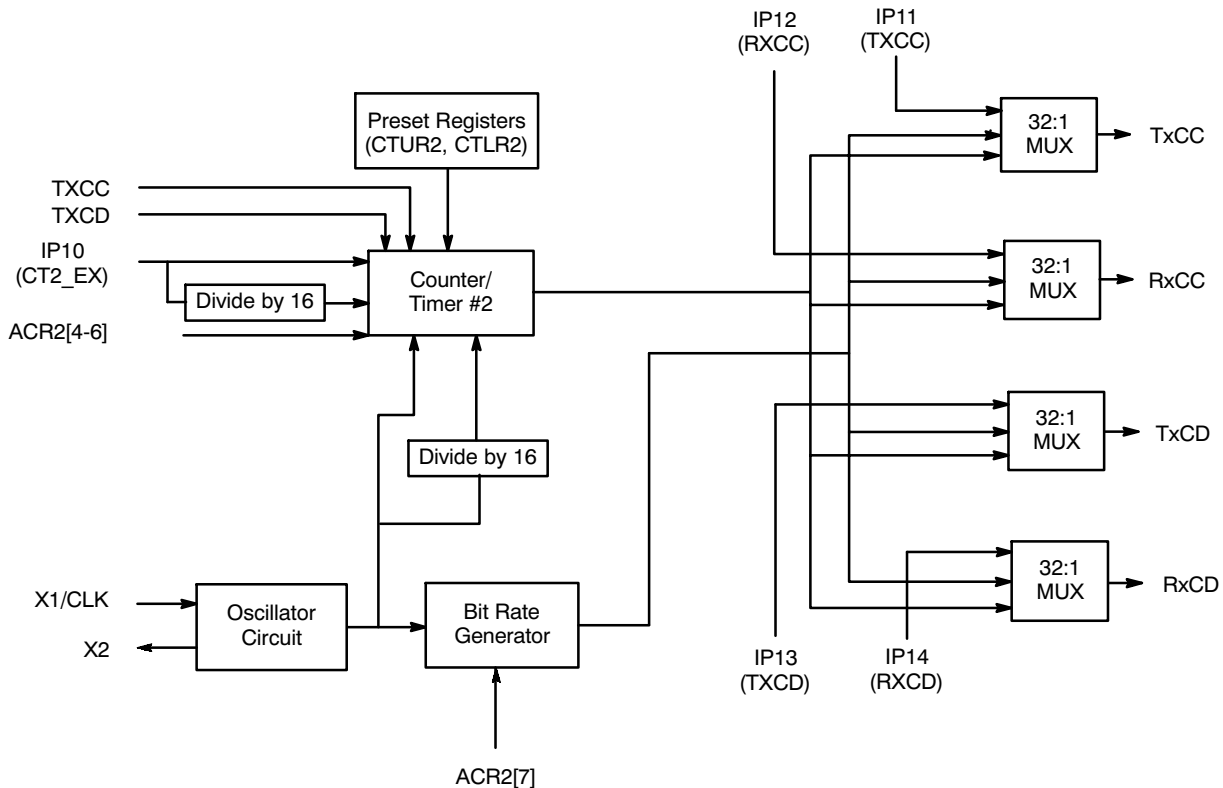 IP12
(RXCC)
IP11
(TXCC)
Preset Registers
(CTUR2, CTLR2)
32:1
MUX
TxCC
TXCC
TXCD
IP10
(CT2_EX)
Divide by 16
ACR2[4-6]
Counter/
Timer #2
32:1
MUX
RxCC
32:1
MUX
TxCD
Divide by 16
32:1
MUX
RxCD
X1/CLK
X2
Oscillator
Circuit
Bit Rate
Generator
IP13
(TXCD)
IP14
(RXCD)
ACR2[7]